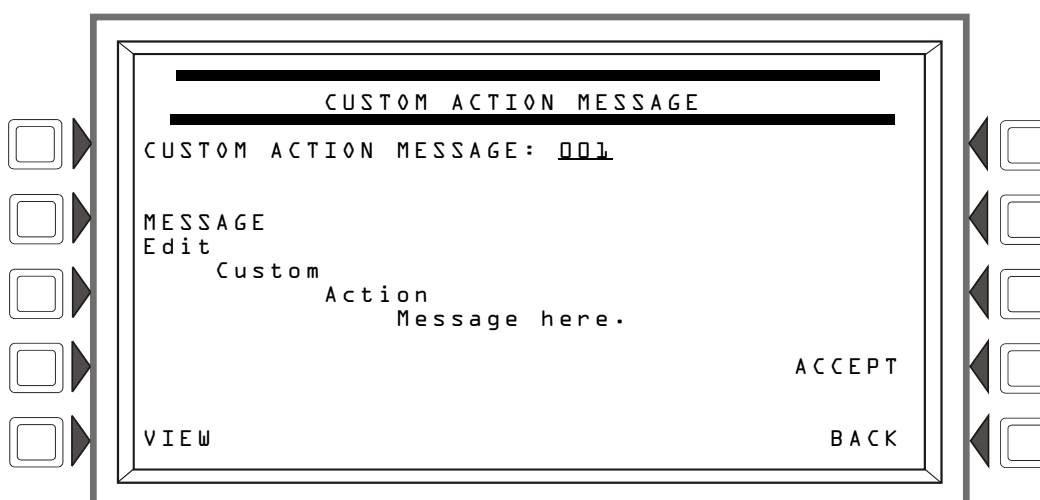 CUSTOM ACTION MESSAGE
CUSTOM ACTION MESSAGE: 001
MESSAGE
Edit
Custom
Action
Message here.
ACCEPT
VIEW
BACK